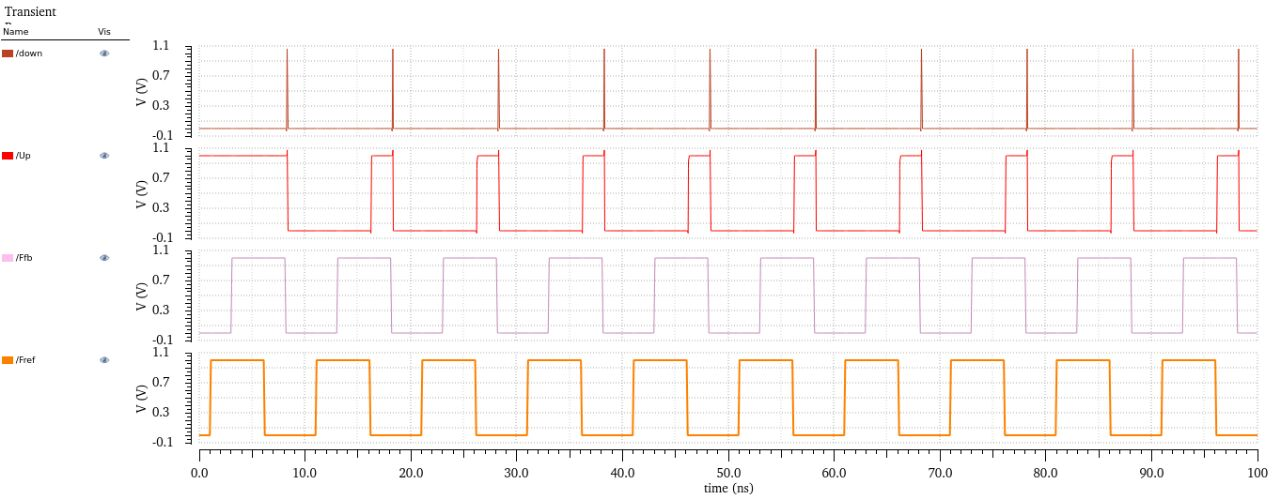 Transient
Name Vis
/down
1.1
0.7
0.3
-0.1
V (V)
/Up
1.1
0.7
0.3
-0.1
V (V)
/Ffb
1.1
0.7
0.3
-0.1
V (V)
/Fref
1.1
0.7
0.3
-0.1
V (V)
0.0 10.0 20.0 30.0 40.0 50.0 60.0 70.0 80.0 90.0 100
time (ns)